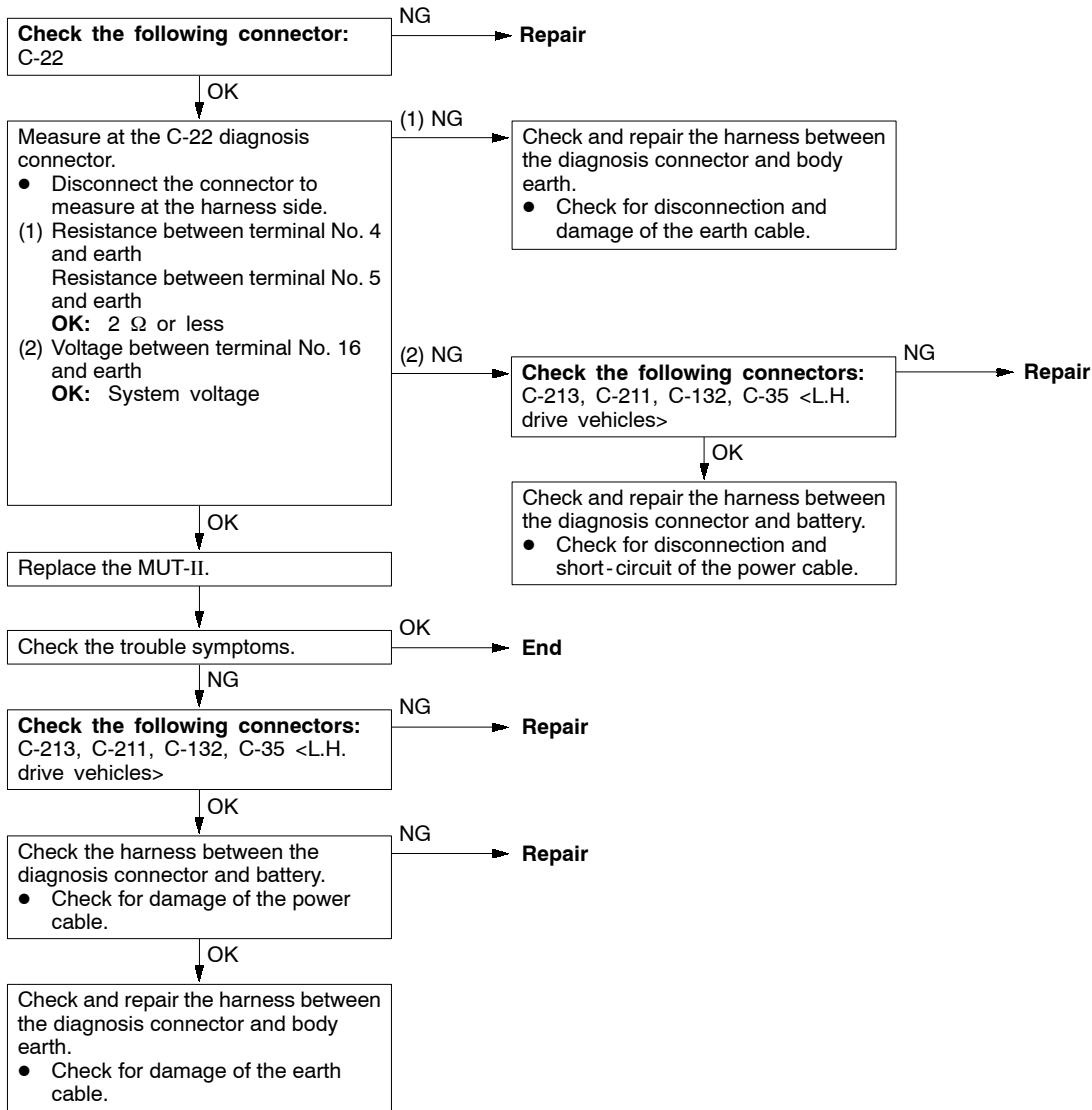 Check the following connector:
C-22
NG
Repair
OK
Measure at the C-22 diagnosis
connector.
● Disconnect the connector to
measure at the harness side.
(1) Resistance between terminal No. 4
and earth
Resistance between terminal No. 5
and earth
OK: 2 Ω or less
(2) Voltage between terminal No. 16
and earth
OK: System voltage
(1) NG
Check and repair the harness between
the diagnosis connector and body
earth.
● Check for disconnection and
damage of the earth cable.
(2) NG
Check the following connectors:
C-213, C-211, C-132, C-35 <L.H.
drive vehicles>
NG
Repair
OK
Check and repair the harness between
the diagnosis connector and battery.
● Check for disconnection and
short-circuit of the power cable.
OK
Replace the MUT-II.
Check the trouble symptoms.
OK
End
NG
Check the following connectors:
C-213, C-211, C-132, C-35 <L.H.
drive vehicles>
NG
Repair
OK
Check the harness between the
diagnosis connector and battery.
● Check for damage of the power
cable.
NG
Repair
OK
Check and repair the harness between
the diagnosis connector and body
earth.
● Check for damage of the earth
cable.